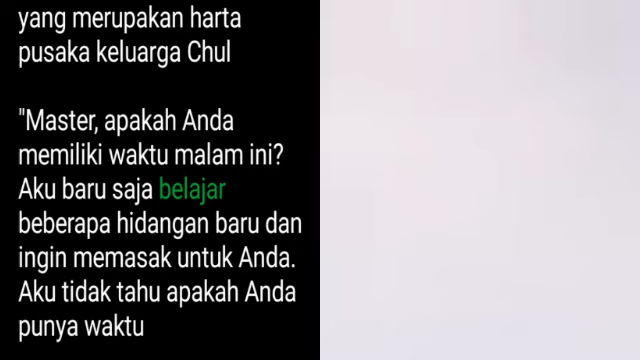 yang merupakan harta
pusaka keluarga Chul
"Master, apakah Anda
memiliki waktu malam ini?
Aku baru saja belajar
beberapa hidangan baru dan
ingin memasak untuk Anda.
Aku tidak tahu apakah Anda
punya waktu